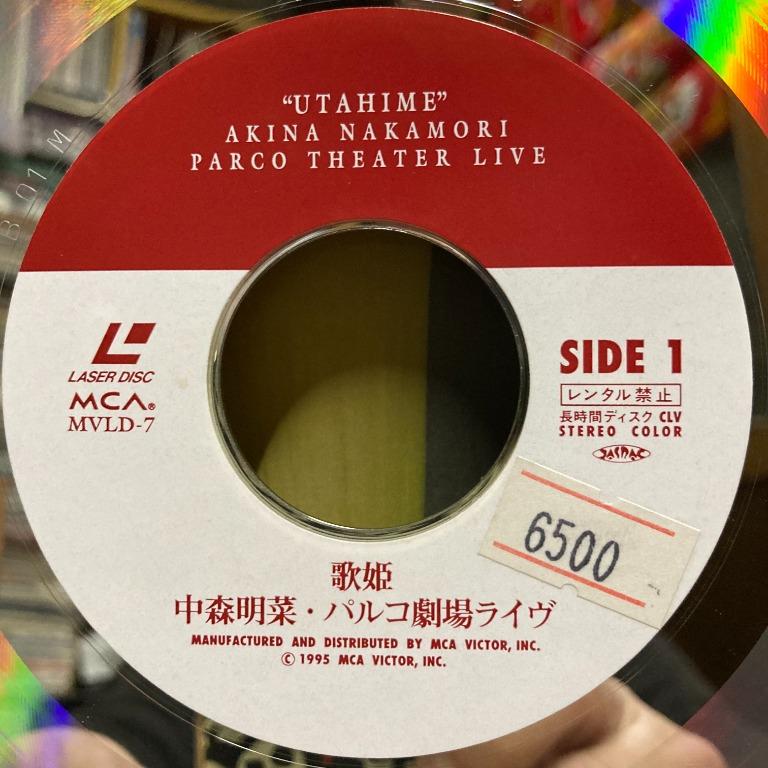 “UTAHIME”
AKINA NAKAMORI
PARCO THEATER LIVE
LASER DISC
MCA®
MVLD-7
SIDE 1
レンタル禁止
長時間ディスク CLV
STEREO COLOR
JASRAC
6500
歌姫
中森明菜・パルコ劇場ライヴ
MANUFACTURED AND DISTRIBUTED BY MCA VICTOR, INC.
© 1995 MCA VICTOR, INC.
B 01 M